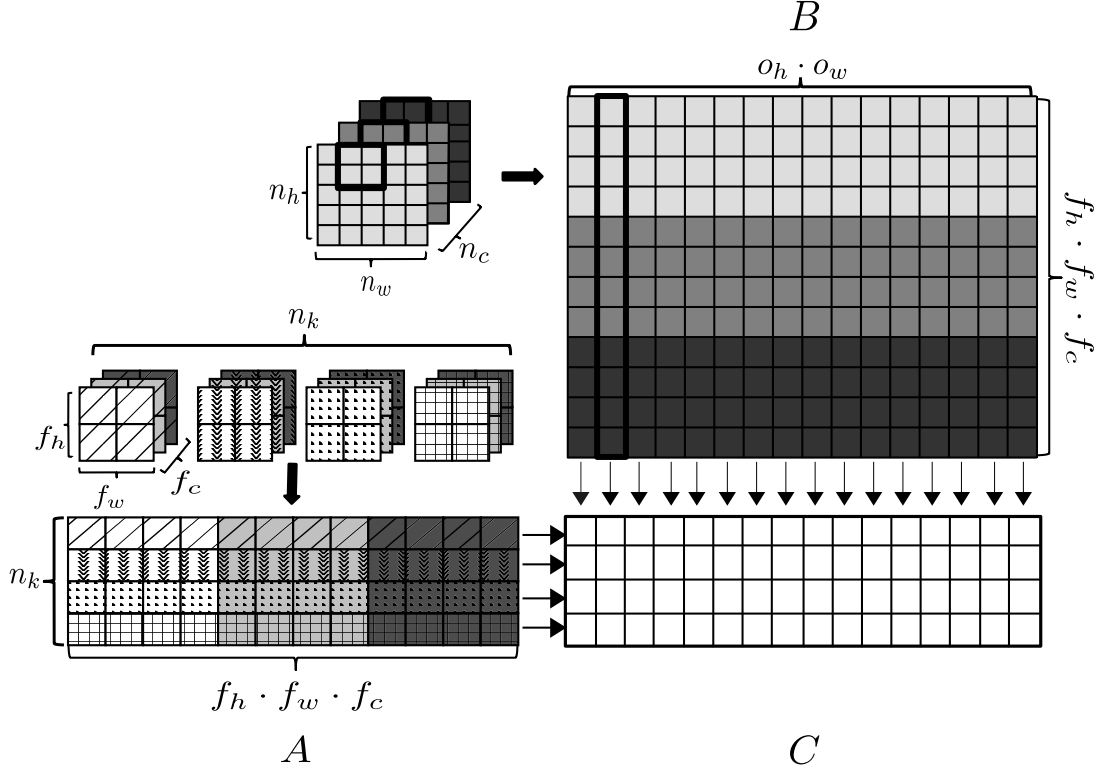 B
o_h · o_w
n_h
n_c
n_w
f_h · f_w · f_c
n_k
f_h
f_c
f_w
n_k
f_h · f_w · f_c
A
C